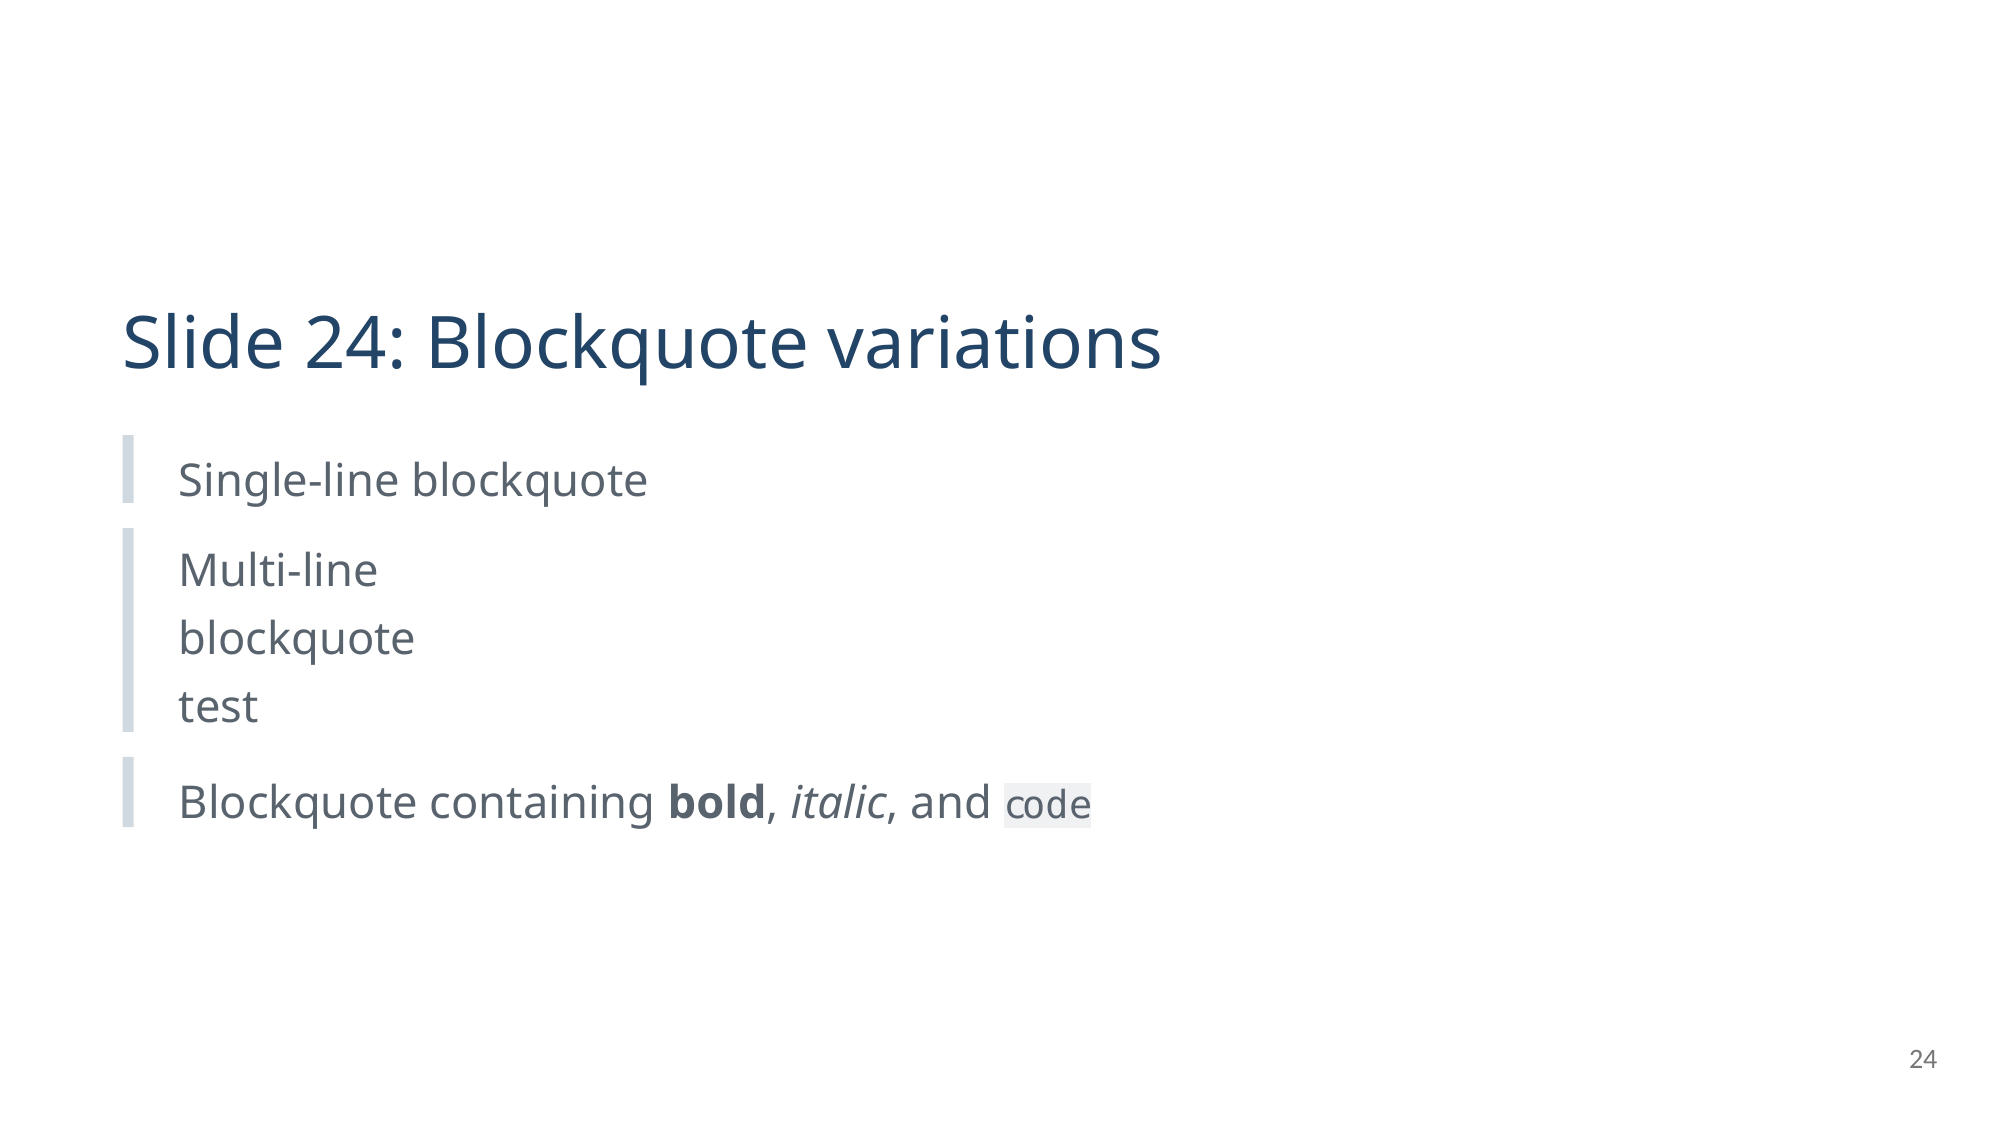 Slide 24: Blockquote variations
Single-line blockquote
Multi-line
blockquote
test
Blockquote containing bold, italic, and code
24